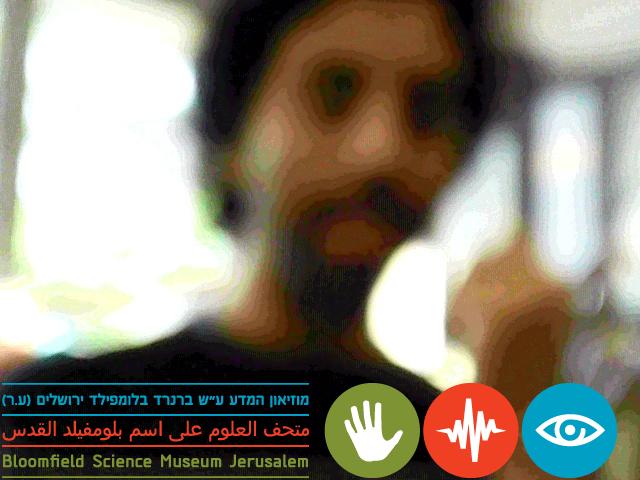 מוזיאון המדע ע״ש ברנרד בלומפילד ירושלים (ע.ר)
متحف العلوم على اسم بلومفيلد القدس
Bloomfield Science Museum Jerusalem